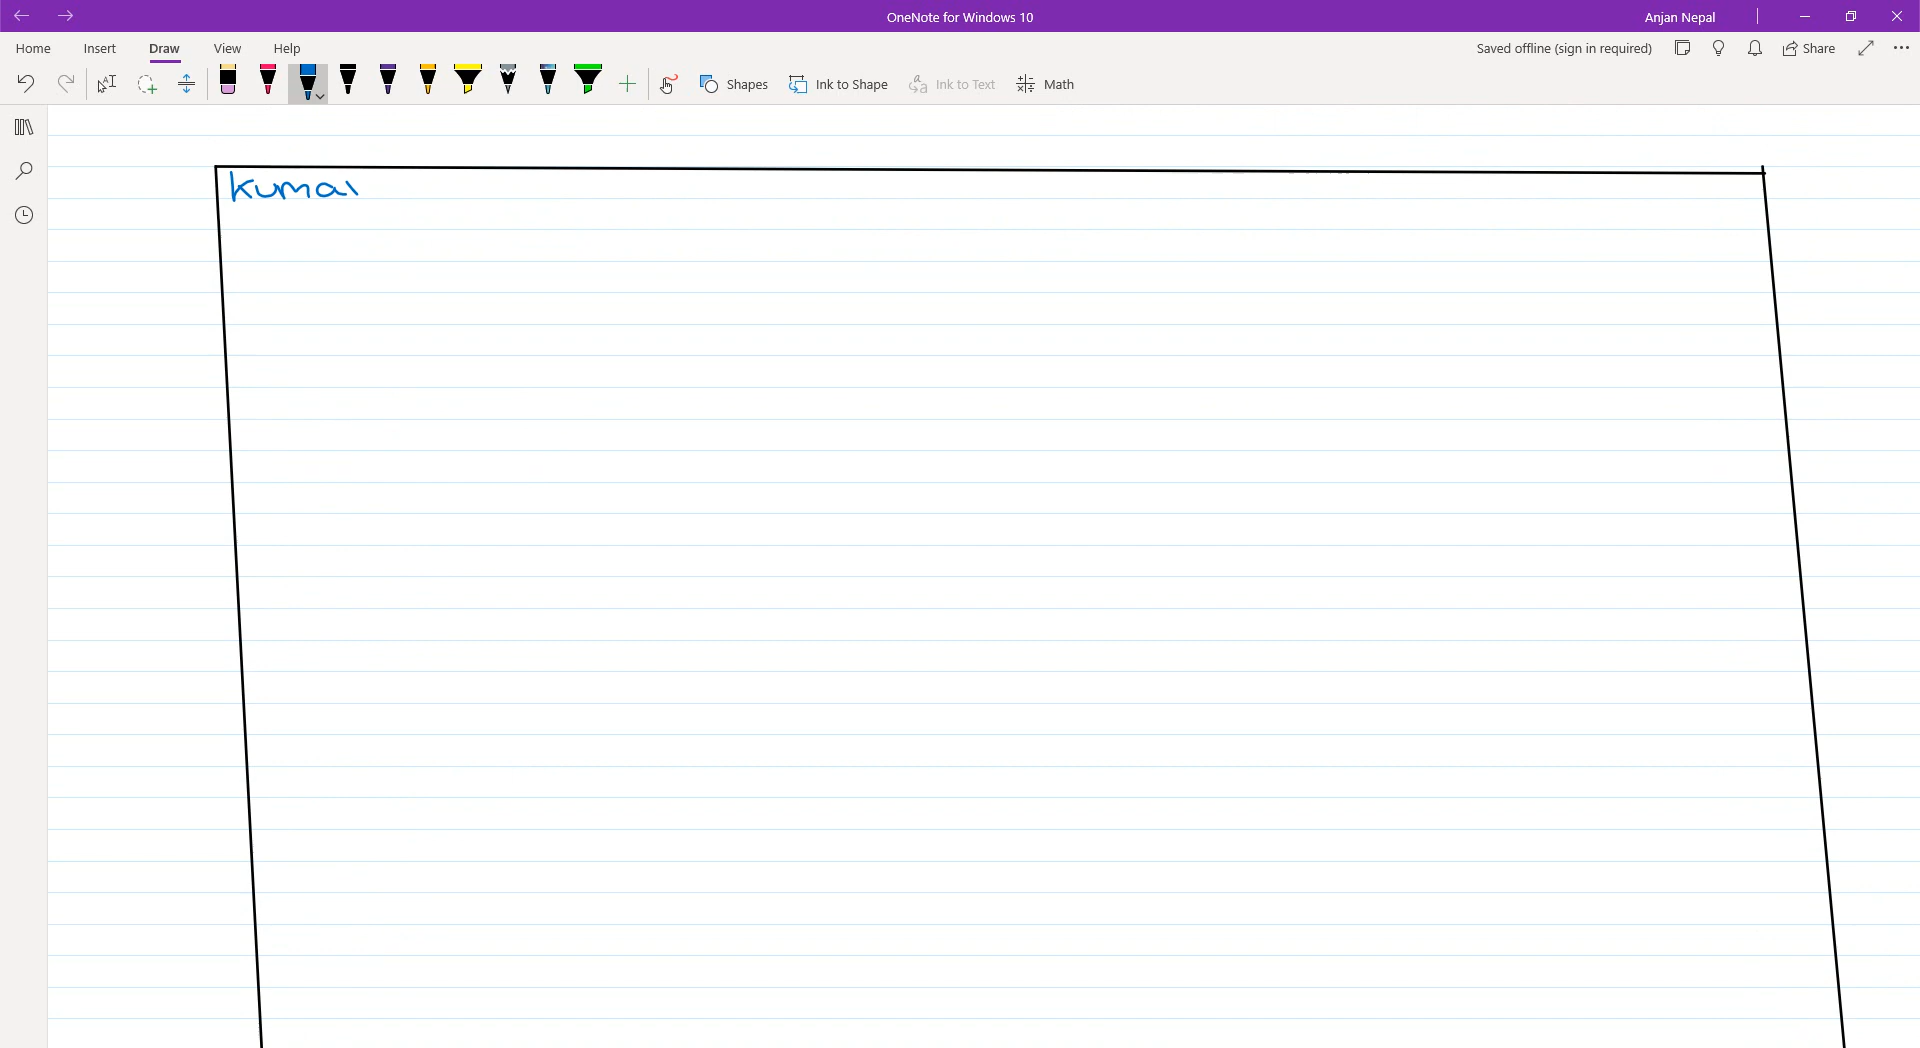 OneNote for Windows 10
Anjan Nepal
Home Insert Draw View Help
Saved offline (sign in required)
Share
Shapes
Ink to Shape
Ink to Text
Math
Kumar